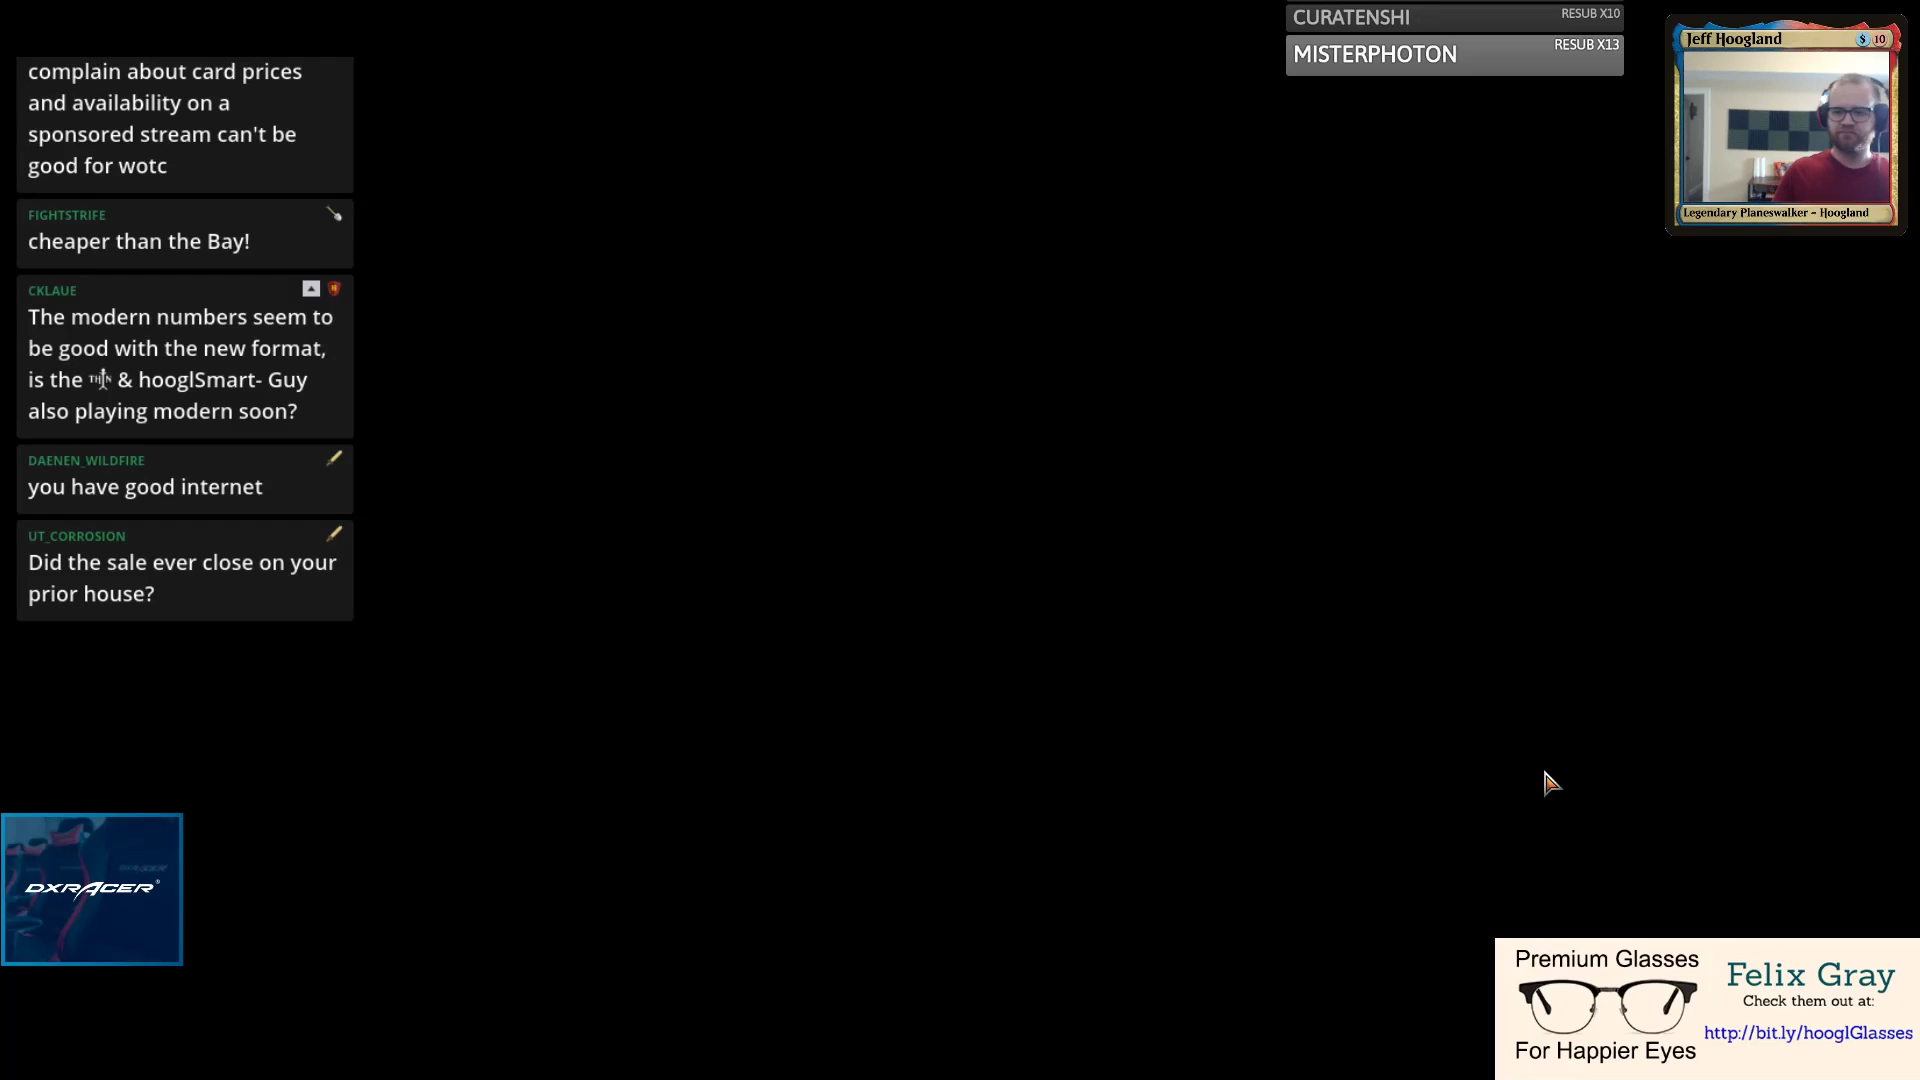 complain about card prices
and availability on a
sponsored stream can't be
good for wotc
FIGHTSTRIFE
cheaper than the Bay!
CKLAUE
The modern numbers seem to
be good with the new format,
is the THIN & hooglSmart- Guy
also playing modern soon?
DAENEN_WILDFIRE
you have good internet
UT_CORROSION
Did the sale ever close on your
prior house?
DXRACER®
CURATENSHI RESUB X10
MISTERPHOTON RESUB X13
Jeff Hoogland $ 10
Legendary Planeswalker - Hoogland
Premium Glasses
For Happier Eyes
Felix Gray
Check them out at:
http://bit.ly/hooglGlasses